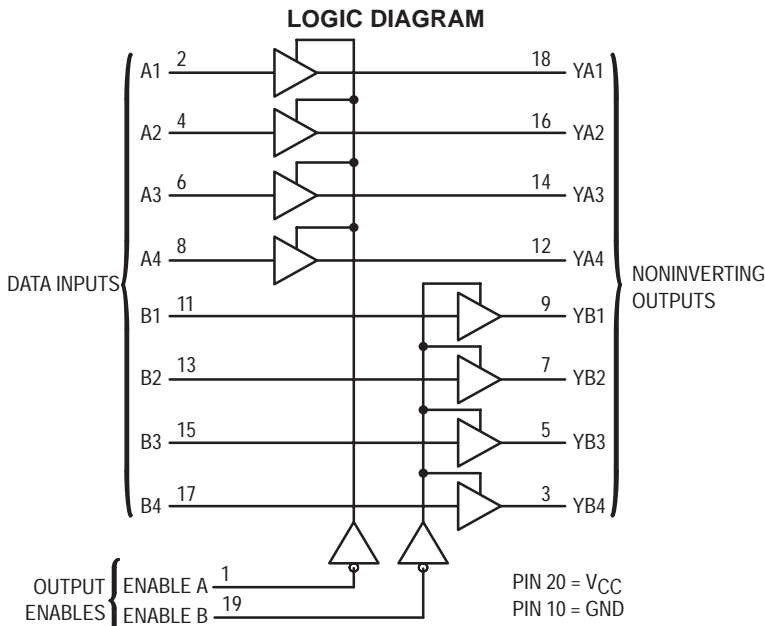 LOGIC DIAGRAM
A1 2 18 YA1
A2 4 16 YA2
A3 6 14 YA3
A4 8 12 YA4
DATA INPUTS
NONINVERTING
OUTPUTS
B1 11 9 YB1
B2 13 7 YB2
B3 15 5 YB3
B4 17 3 YB4
OUTPUT
ENABLES
ENABLE A 1
ENABLE B 19
PIN 20 = VCC
PIN 10 = GND